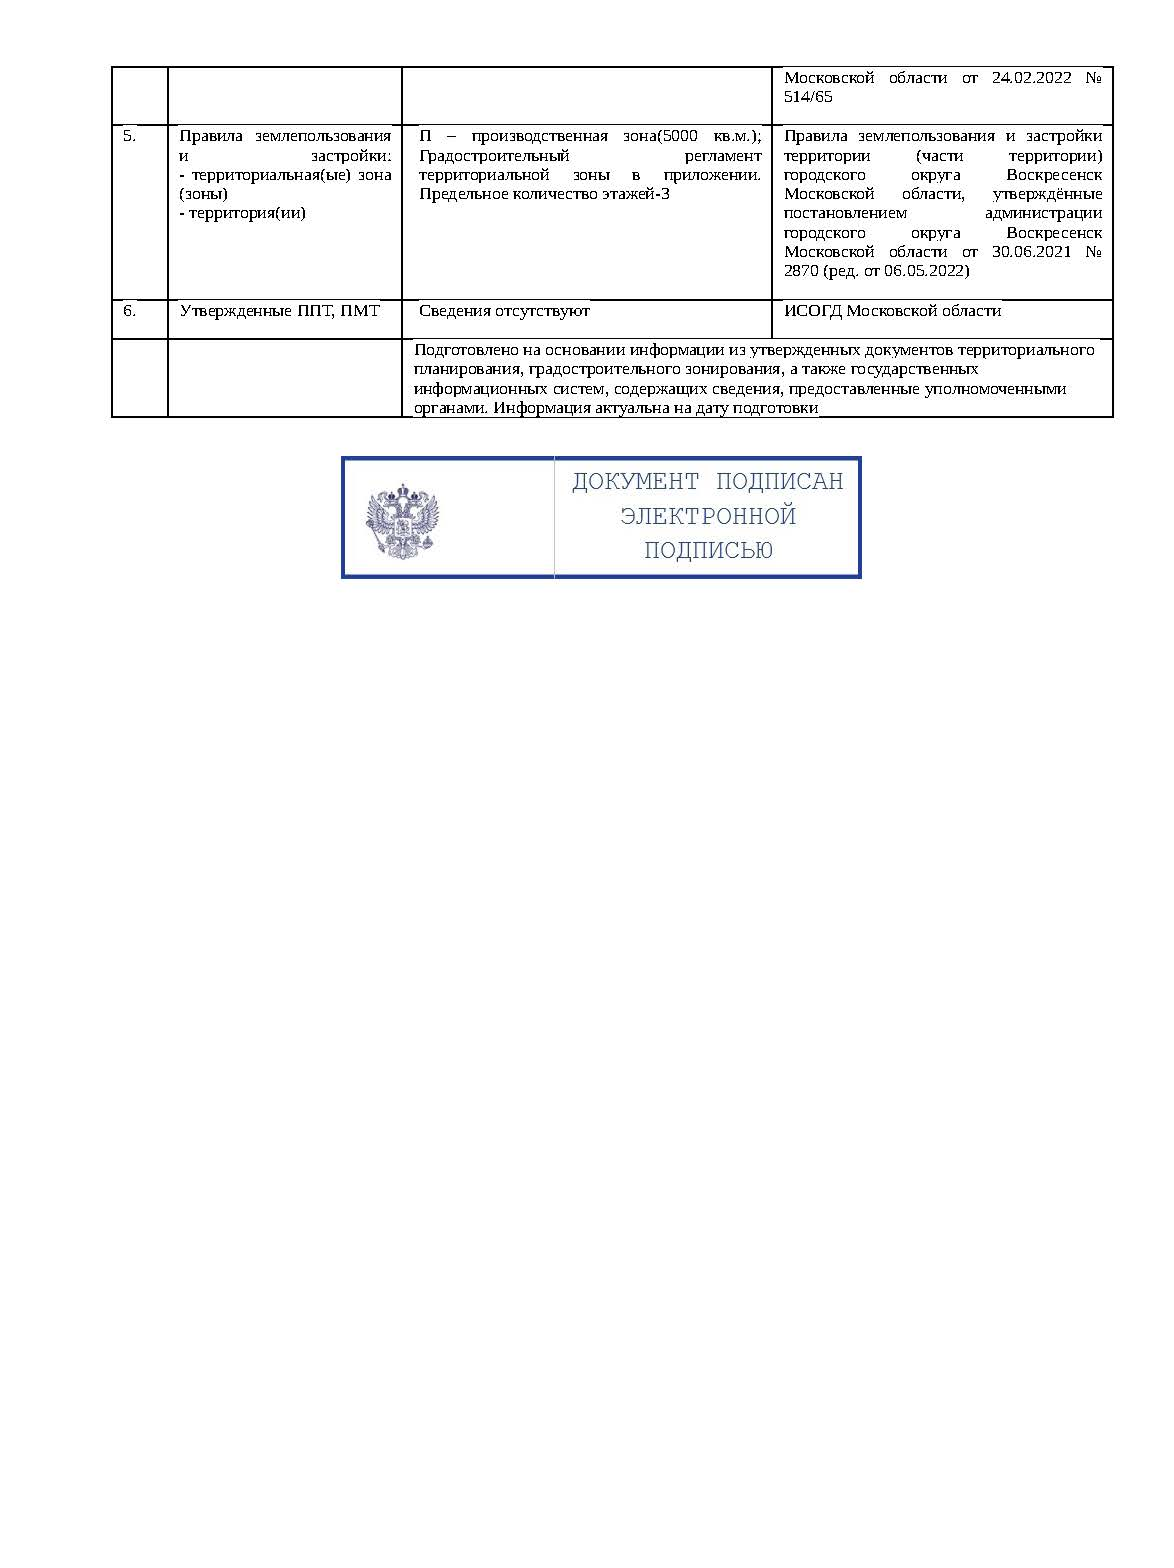 Московской области от 24.02.2022 №
514/65
5.
Правила землепользования
и застройки:
- территориальная(ые) зона
(зоны)
- территория(ии)
П – производственная зона(5000 кв.м.);
Градостроительный регламент
территориальной зоны в приложении.
Предельное количество этажей-3
Правила землепользования и застройки
территории (части территории)
городского округа Воскресенск
Московской области, утверждённые
постановлением администрации
городского округа Воскресенск
Московской области от 30.06.2021 №
2870 (ред. от 06.05.2022)
6.
Утвержденные ППТ, ПМТ
Сведения отсутствуют
ИСОГД Московской области
Подготовлено на основании информации из утвержденных документов территориального
планирования, градостроительного зонирования, а также государственных
информационных систем, содержащих сведения, предоставленные уполномоченными
органами. Информация актуальна на дату подготовки
ДОКУМЕНТ ПОДПИСАН
ЭЛЕКТРОННОЙ
ПОДПИСЬЮ